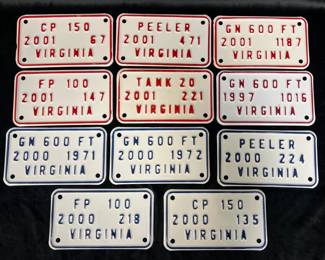 CP 150
2001 67
VIRGINIA
PEELER
2001 471
VIRGINIA
GN 600 FT
2001 1187
VIRGINIA
FP 100
2001 147
VIRGINIA
TANK 20
2001 221
VIRGINIA
GN 600 FT
1997 1016
VIRGINIA
GN 600 FT
2000 1971
VIRGINIA
GN 600 FT
2000 1972
VIRGINIA
PEELER
2000 224
VIRGINIA
FP 100
2000 218
VIRGINIA
CP 150
2000 135
VIRGINIA